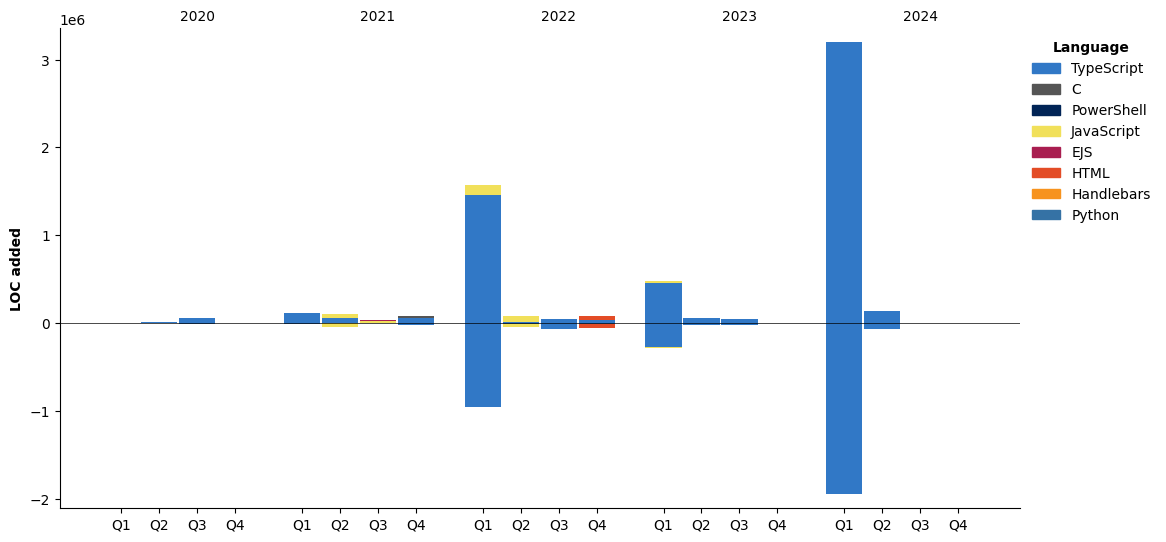 2020 2021 2022 2023 2024
1e6
3
2
1
0
−1
−2
LOC added
Q1 Q2 Q3 Q4 Q1 Q2 Q3 Q4 Q1 Q2 Q3 Q4 Q1 Q2 Q3 Q4 Q1 Q2 Q3 Q4
Language
TypeScript
C
PowerShell
JavaScript
EJS
HTML
Handlebars
Python